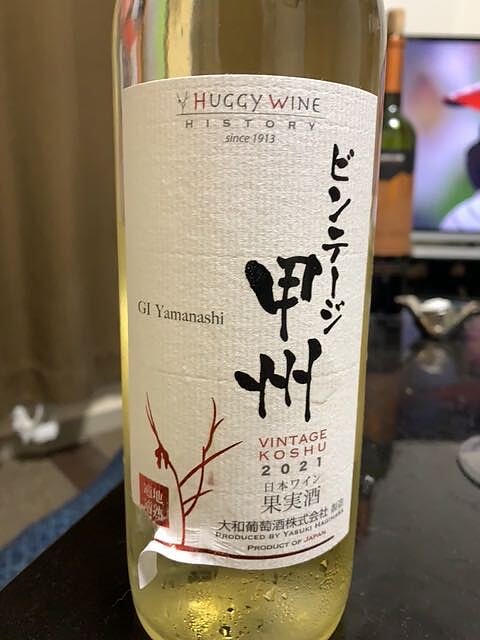 HUGGY WINE
HISTORY
since 1913
ビンテージ
甲州
GI Yamanashi
VINTAGE
KOSHU
2021
日本ワイン
果実酒
大和葡萄酒株式会社 製造
PRODUCED BY YASUKI HAGIHARA
PRODUCT OF JAPAN